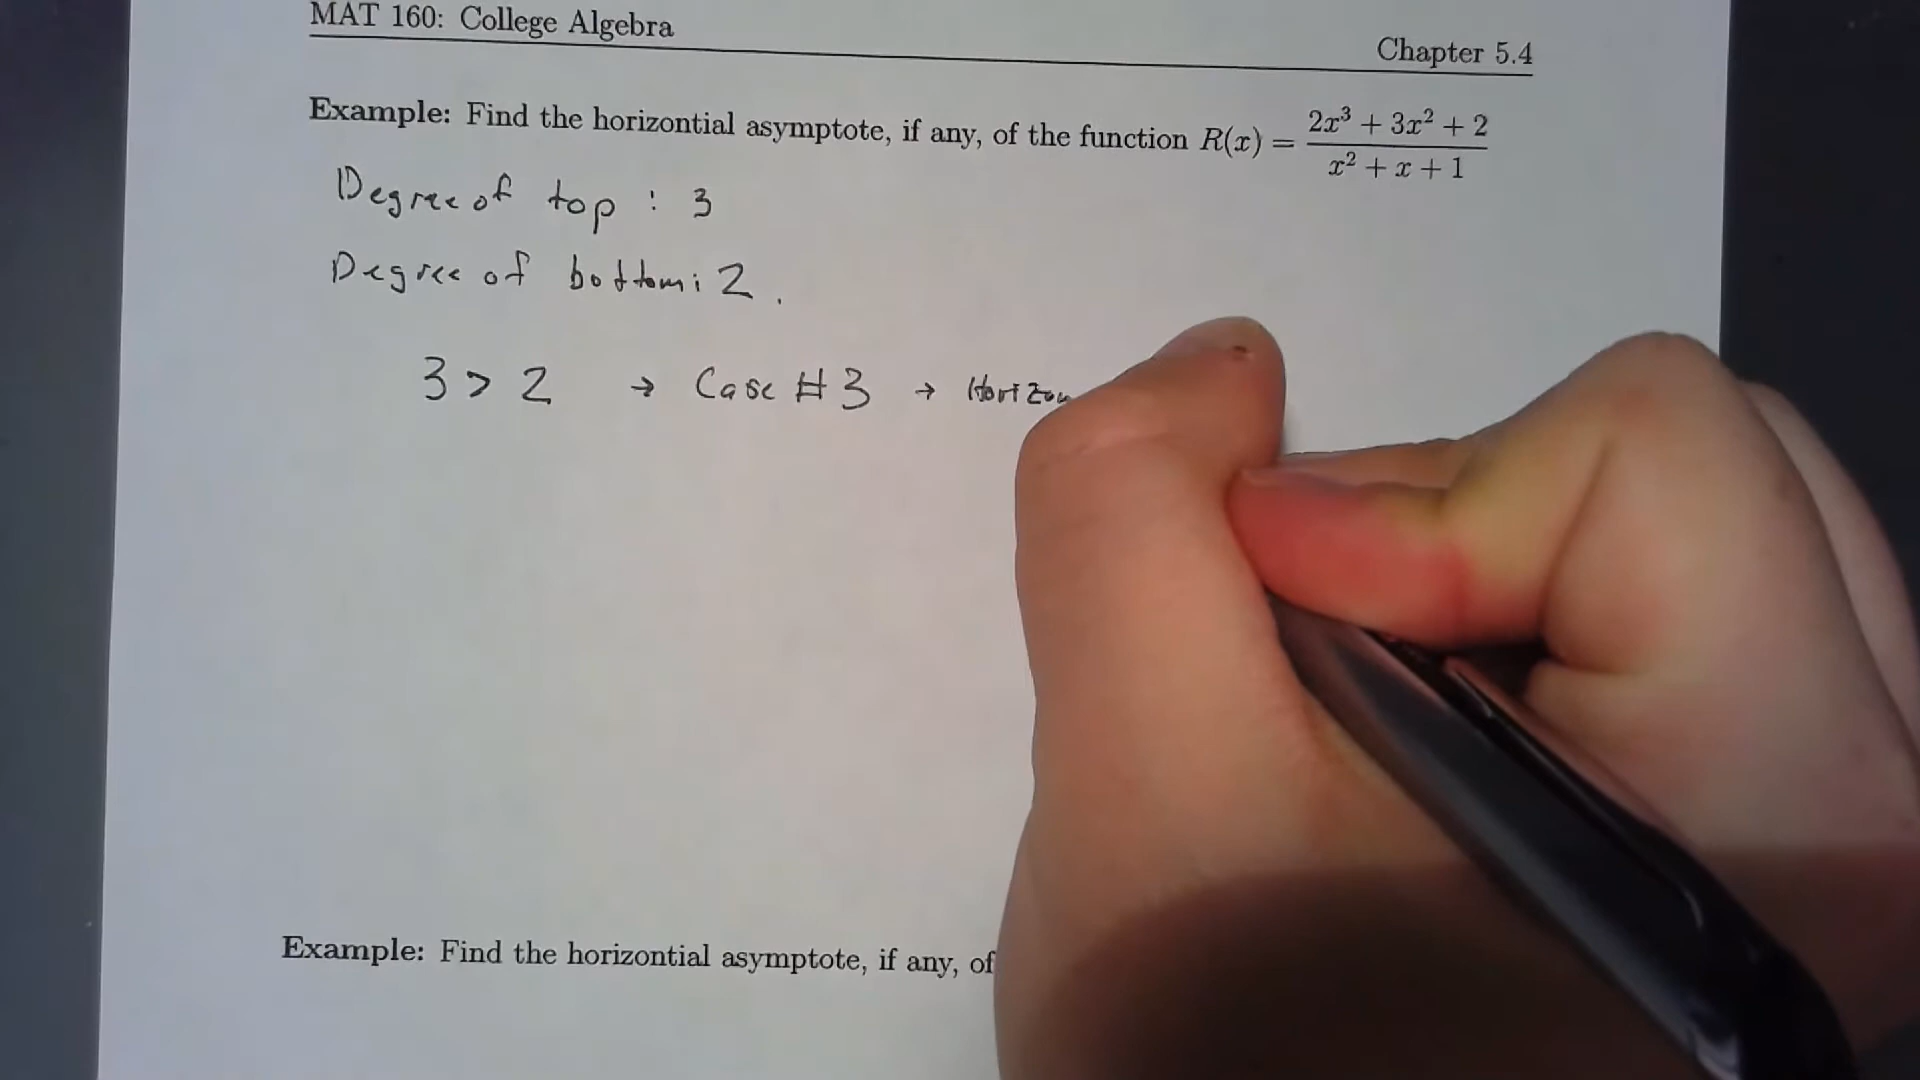 MAT 160: College Algebra
Chapter 5.4
Example: Find the horizontial asymptote, if any, of the function R(x) = (2x³ + 3x² + 2)/(x² + x + 1)
Degree of top : 3
Degree of bottom: 2.
3 > 2 → Case #3 → Horizon
Example: Find the horizontial asymptote, if any, of